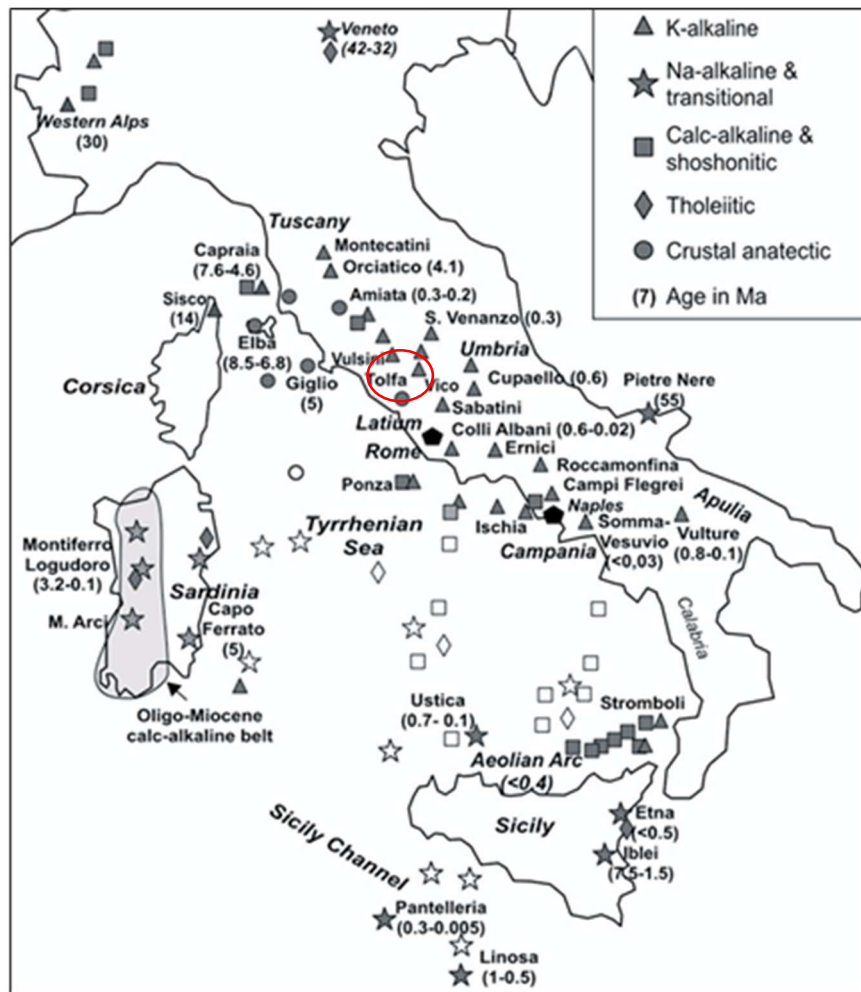 Veneto
(42-32)
K-alkaline
Na-alkaline &
transitional
Calc-alkaline &
shoshonitic
Tholeiitic
Crustal anatectic
(7) Age in Ma
Western Alps
(30)
Tuscany
Montecatini
Orciatico (4.1)
Capraia
(7.6-4.6)
Amiata (0.3-0.2)
Sisco
(14)
S. Venanzo (0.3)
Elba
(8.5-6.8)
Vulsini
Umbria
Corsica
Giglio
(5)
Tolfa
Vico
Cupaello (0.6)
Pietre Nere
(55)
Sabatini
Latium
Colli Albani (0.6-0.02)
Rome
Ernici
Roccamonfina
Ponza
Campi Flegrei
Apulia
Naples
Tyrrhenian
Sea
Ischia
Somma-
Vesuvio
(<0,03)
Vulture
(0.8-0.1)
Campania
Montiferro
Logudoro
(3.2-0.1)
Sardinia
M. Arci
Capo
Ferrato
(5)
Calabria
Oligo-Miocene
calc-alkaline belt
Ustica
(0.7- 0.1)
Stromboli
Aeolian Arc
(<0.4)
Sicily Channel
Sicily
Etna
(<0.5)
Iblei
(7.5-1.5)
Pantelleria
(0.3-0.005)
Linosa
(1-0.5)